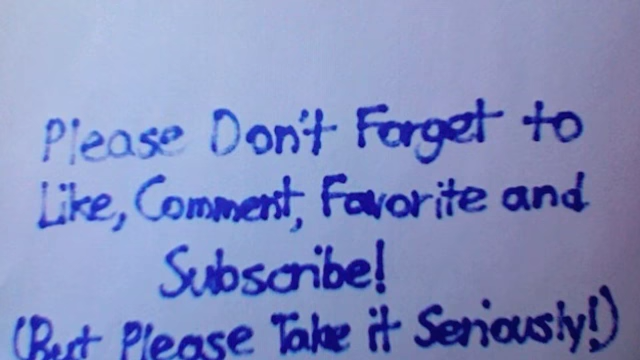 Please Don't Forget to
Like, Comment, Favorite and
Subscribe!
(But Please Take it Seriously!)